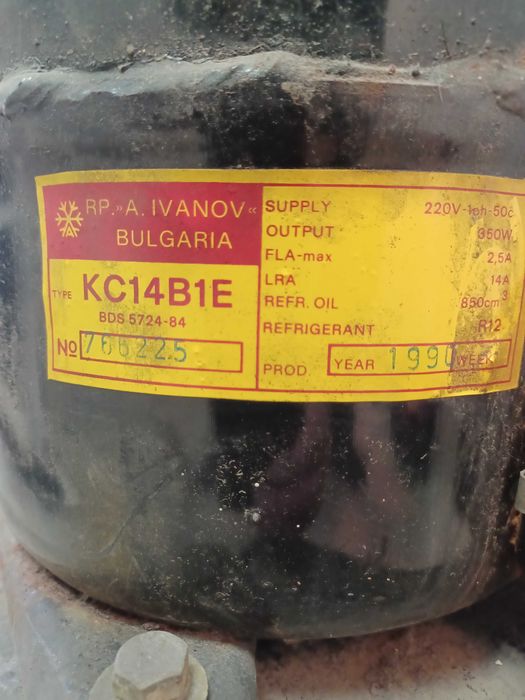 RP. »A. IVANOV«
BULGARIA
TYPE KC14B1E
BDS 5724-84
№ 766225
SUPPLY 220V-1ph-50c
OUTPUT 350W
FLA-max 2,5A
LRA 14A
REFR. OIL 850cm³
REFRIGERANT R12
PROD. YEAR 1990 WEEK